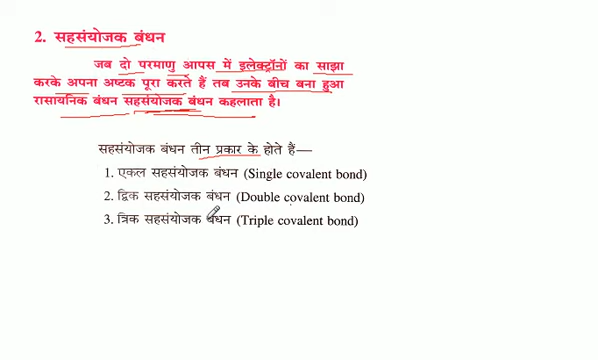 2. सहसंयोजक बंधन
जब दो परमाणु आपस में इलेक्ट्रॉनों का साझा
करके अपना अष्टक पूरा करते हैं तब उनके बीच बना हुआ
रासायनिक बंधन सहसंयोजक बंधन कहलाता है।
सहसंयोजक बंधन तीन प्रकार के होते हैं—
1. एकल सहसंयोजक बंधन (Single covalent bond)
2. द्विक सहसंयोजक बंधन (Double covalent bond)
3. त्रिक सहसंयोजक बंधन (Triple covalent bond)